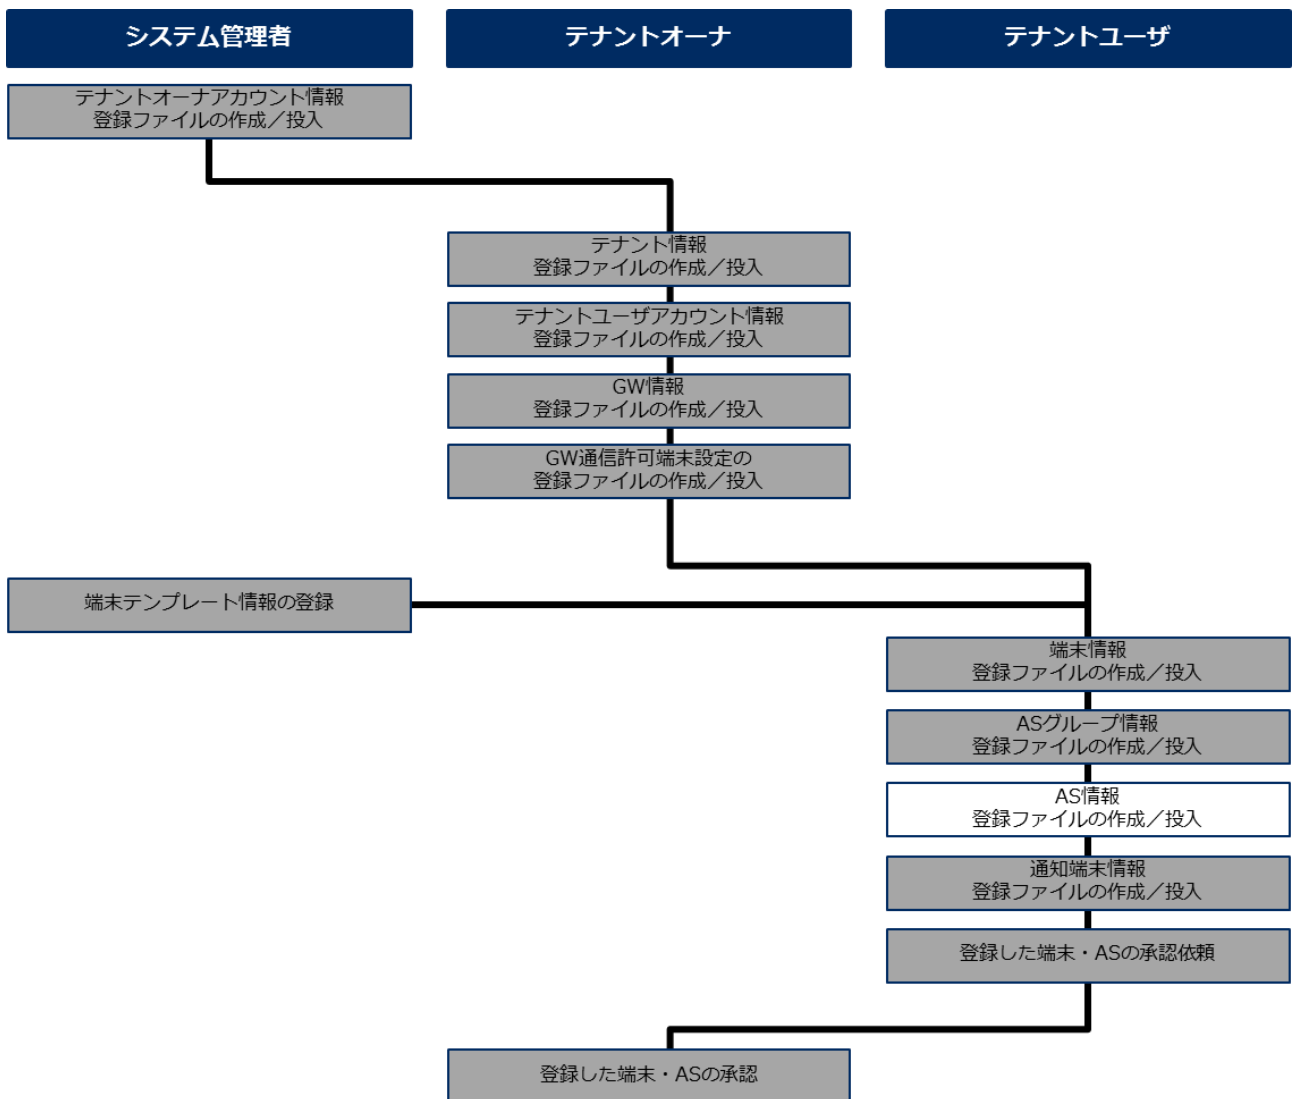 システム管理者
テナントオーナ
テナントユーザ
テナントオーナアカウント情報
登録ファイルの作成／投入
テナント情報
登録ファイルの作成／投入
テナントユーザアカウント情報
登録ファイルの作成／投入
GW情報
登録ファイルの作成／投入
GW通信許可端末設定の
登録ファイルの作成／投入
端末テンプレート情報の登録
端末情報
登録ファイルの作成／投入
ASグループ情報
登録ファイルの作成／投入
AS情報
登録ファイルの作成／投入
通知端末情報
登録ファイルの作成／投入
登録した端末・ASの承認依頼
登録した端末・ASの承認